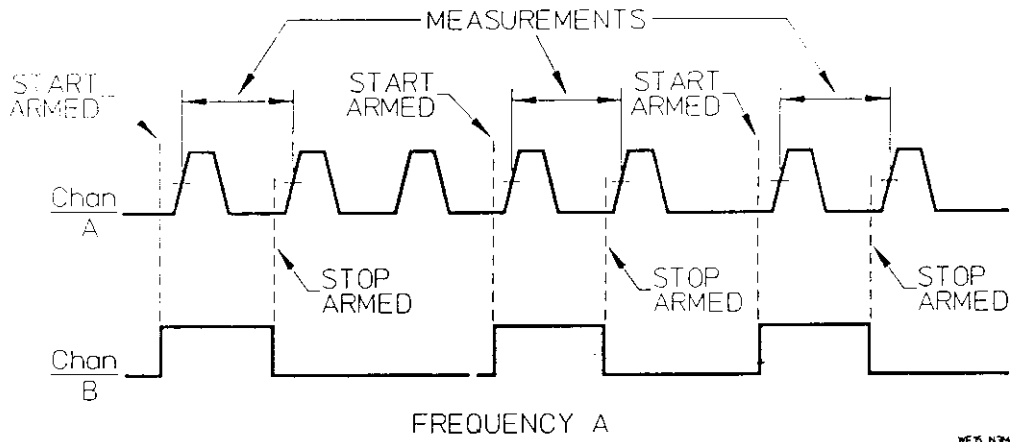 MEASUREMENTS
START
ARMED
START
ARMED
START
ARMED
Chan
A
STOP
ARMED
STOP
ARMED
STOP
ARMED
Chan
B
FREQUENCY A